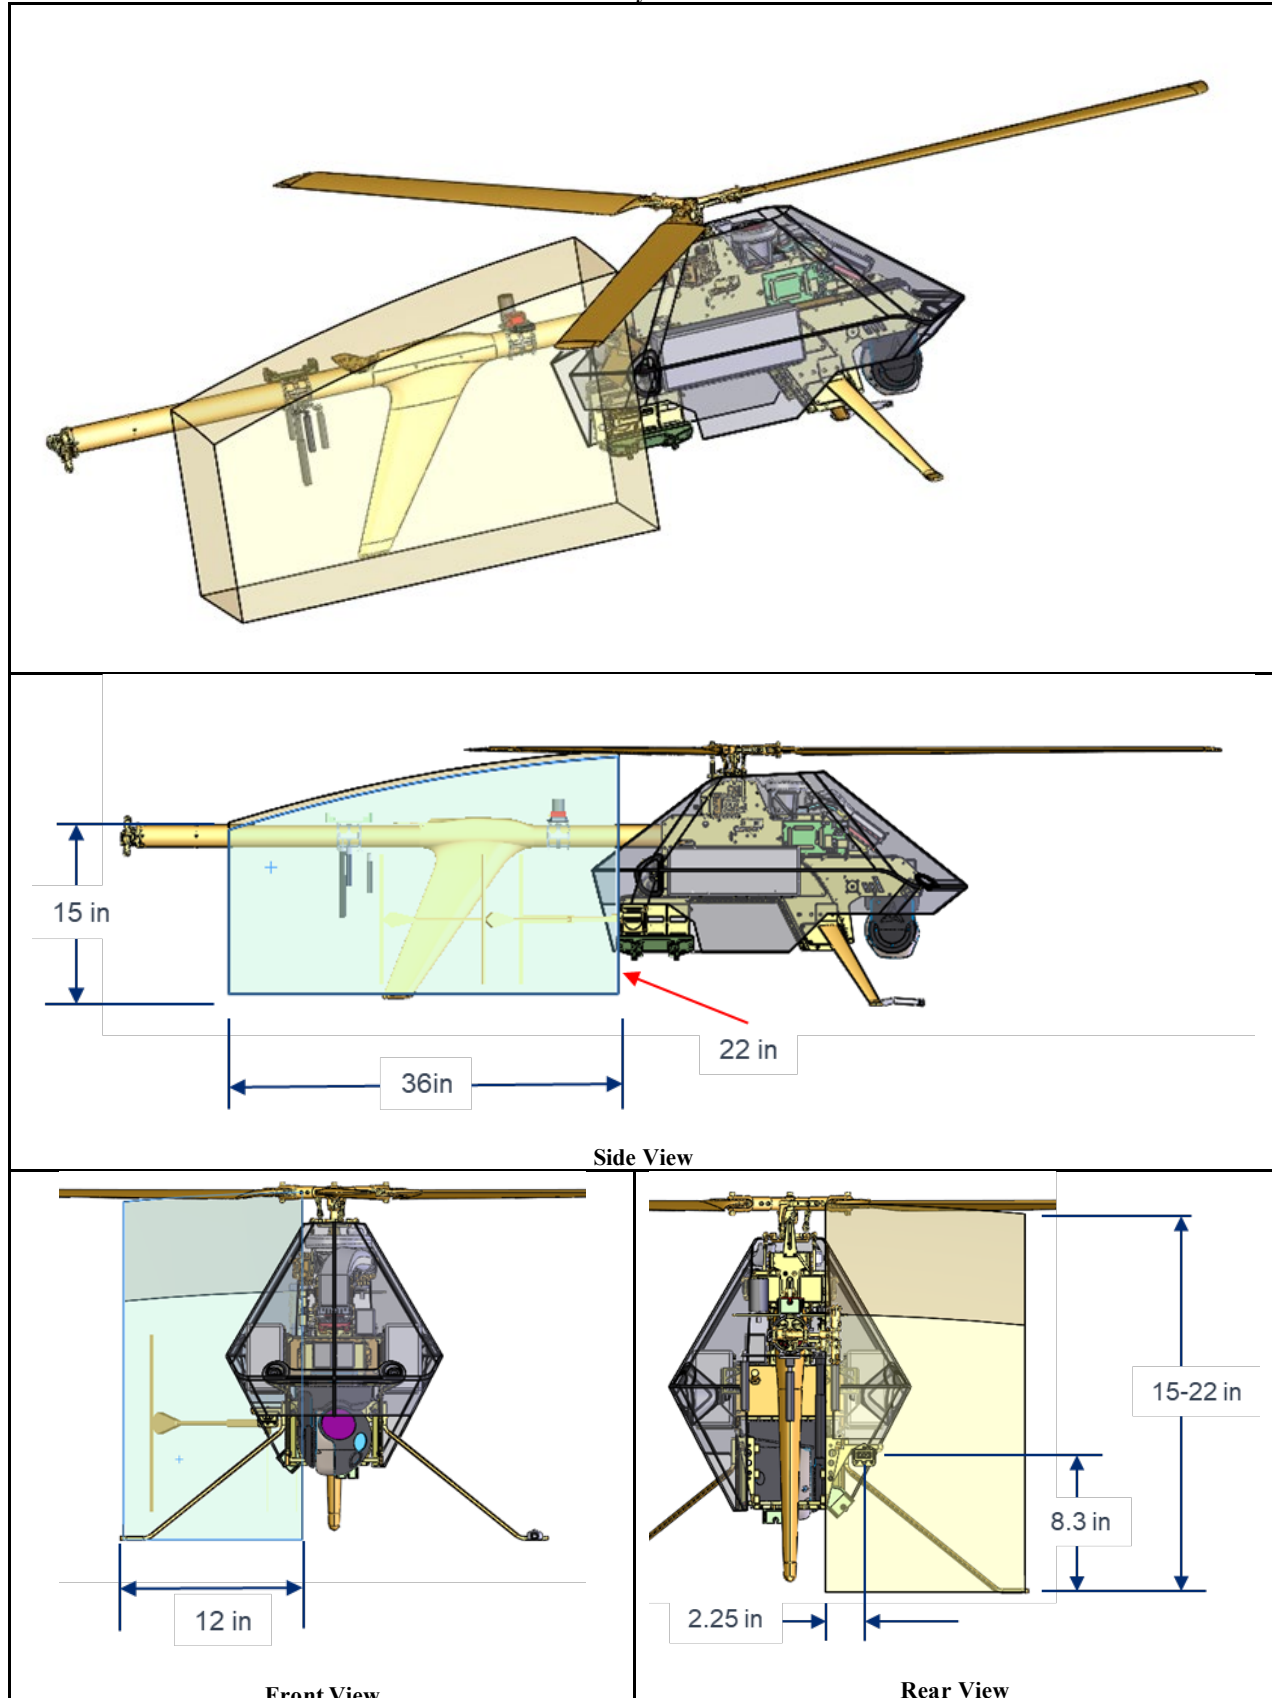 15 in
22 in
36in
Side View
12 in
Front View
15-22 in
8.3 in
2.25 in
Rear View